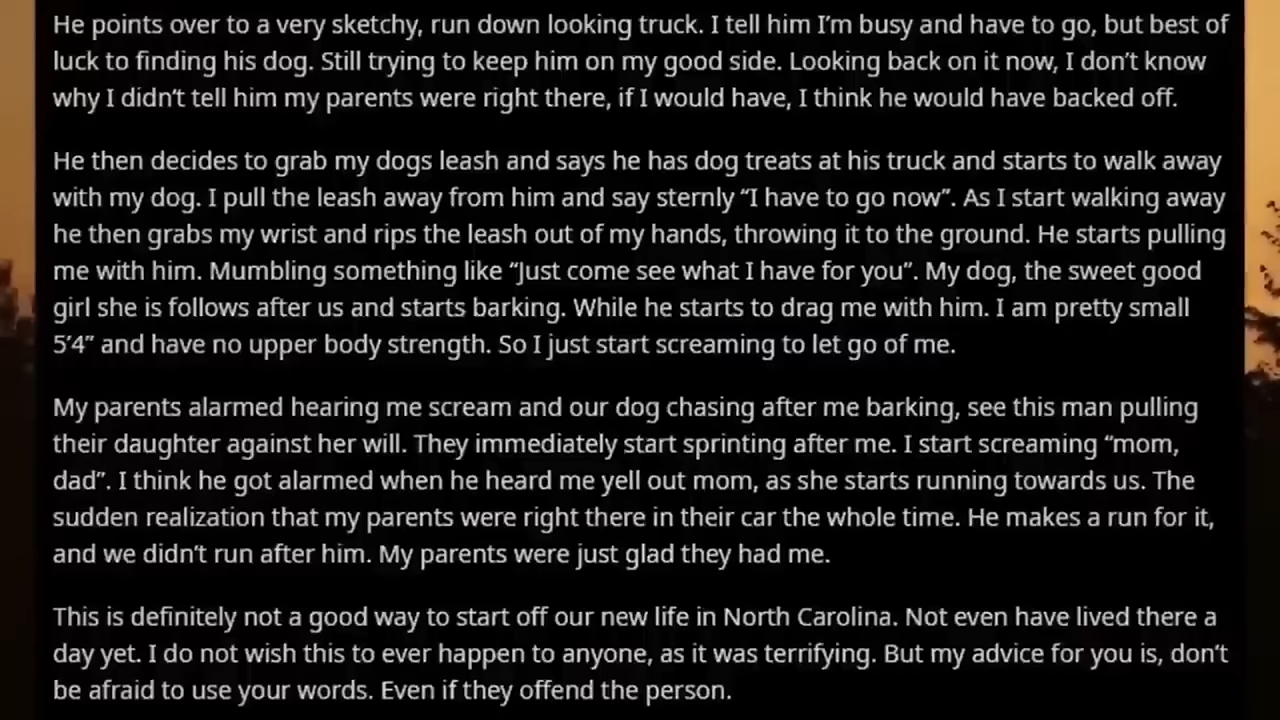 He points over to a very sketchy, run down looking truck. I tell him I'm busy and have to go, but best of
luck to finding his dog. Still trying to keep him on my good side. Looking back on it now, I don't know
why I didn't tell him my parents were right there, if I would have, I think he would have backed off.
He then decides to grab my dogs leash and says he has dog treats at his truck and starts to walk away
with my dog. I pull the leash away from him and say sternly “I have to go now”. As I start walking away
he then grabs my wrist and rips the leash out of my hands, throwing it to the ground. He starts pulling
me with him. Mumbling something like “Just come see what I have for you”. My dog, the sweet good
girl she is follows after us and starts barking. While he starts to drag me with him. I am pretty small
5‘4” and have no upper body strength. So I just start screaming to let go of me.
My parents alarmed hearing me scream and our dog chasing after me barking, see this man pulling
their daughter against her will. They immediately start sprinting after me. I start screaming “mom,
dad”. I think he got alarmed when he heard me yell out mom, as she starts running towards us. The
sudden realization that my parents were right there in their car the whole time. He makes a run for it,
and we didn't run after him. My parents were just glad they had me.
This is definitely not a good way to start off our new life in North Carolina. Not even have lived there a
day yet. I do not wish this to ever happen to anyone, as it was terrifying. But my advice for you is, don't
be afraid to use your words. Even if they offend the person.